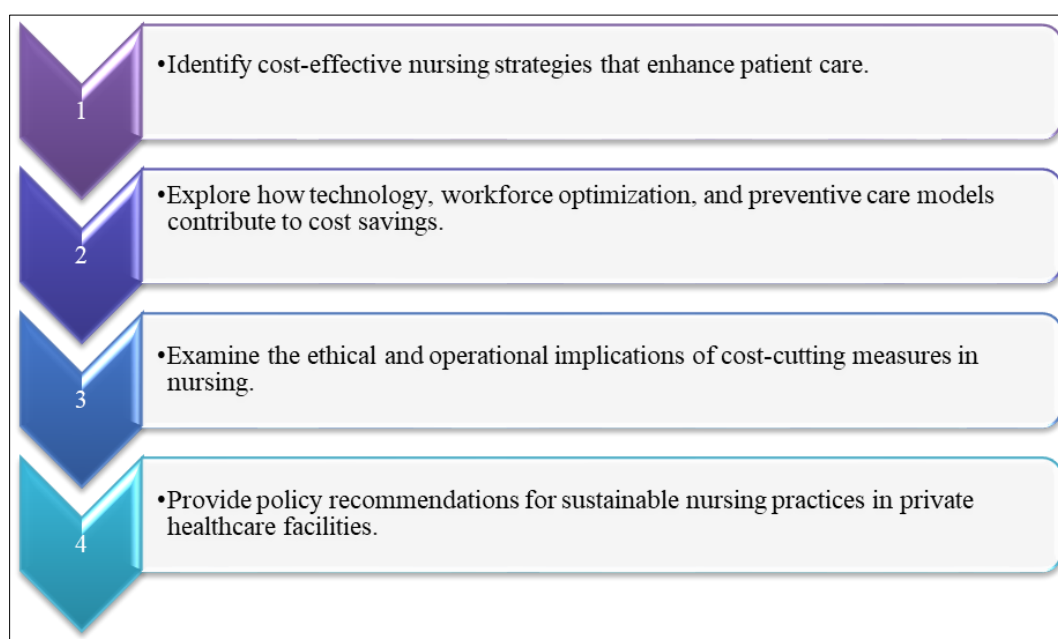 1
•Identify cost-effective nursing strategies that enhance patient care.
2
•Explore how technology, workforce optimization, and preventive care models
contribute to cost savings.
3
•Examine the ethical and operational implications of cost-cutting measures in
nursing.
4
•Provide policy recommendations for sustainable nursing practices in private
healthcare facilities.